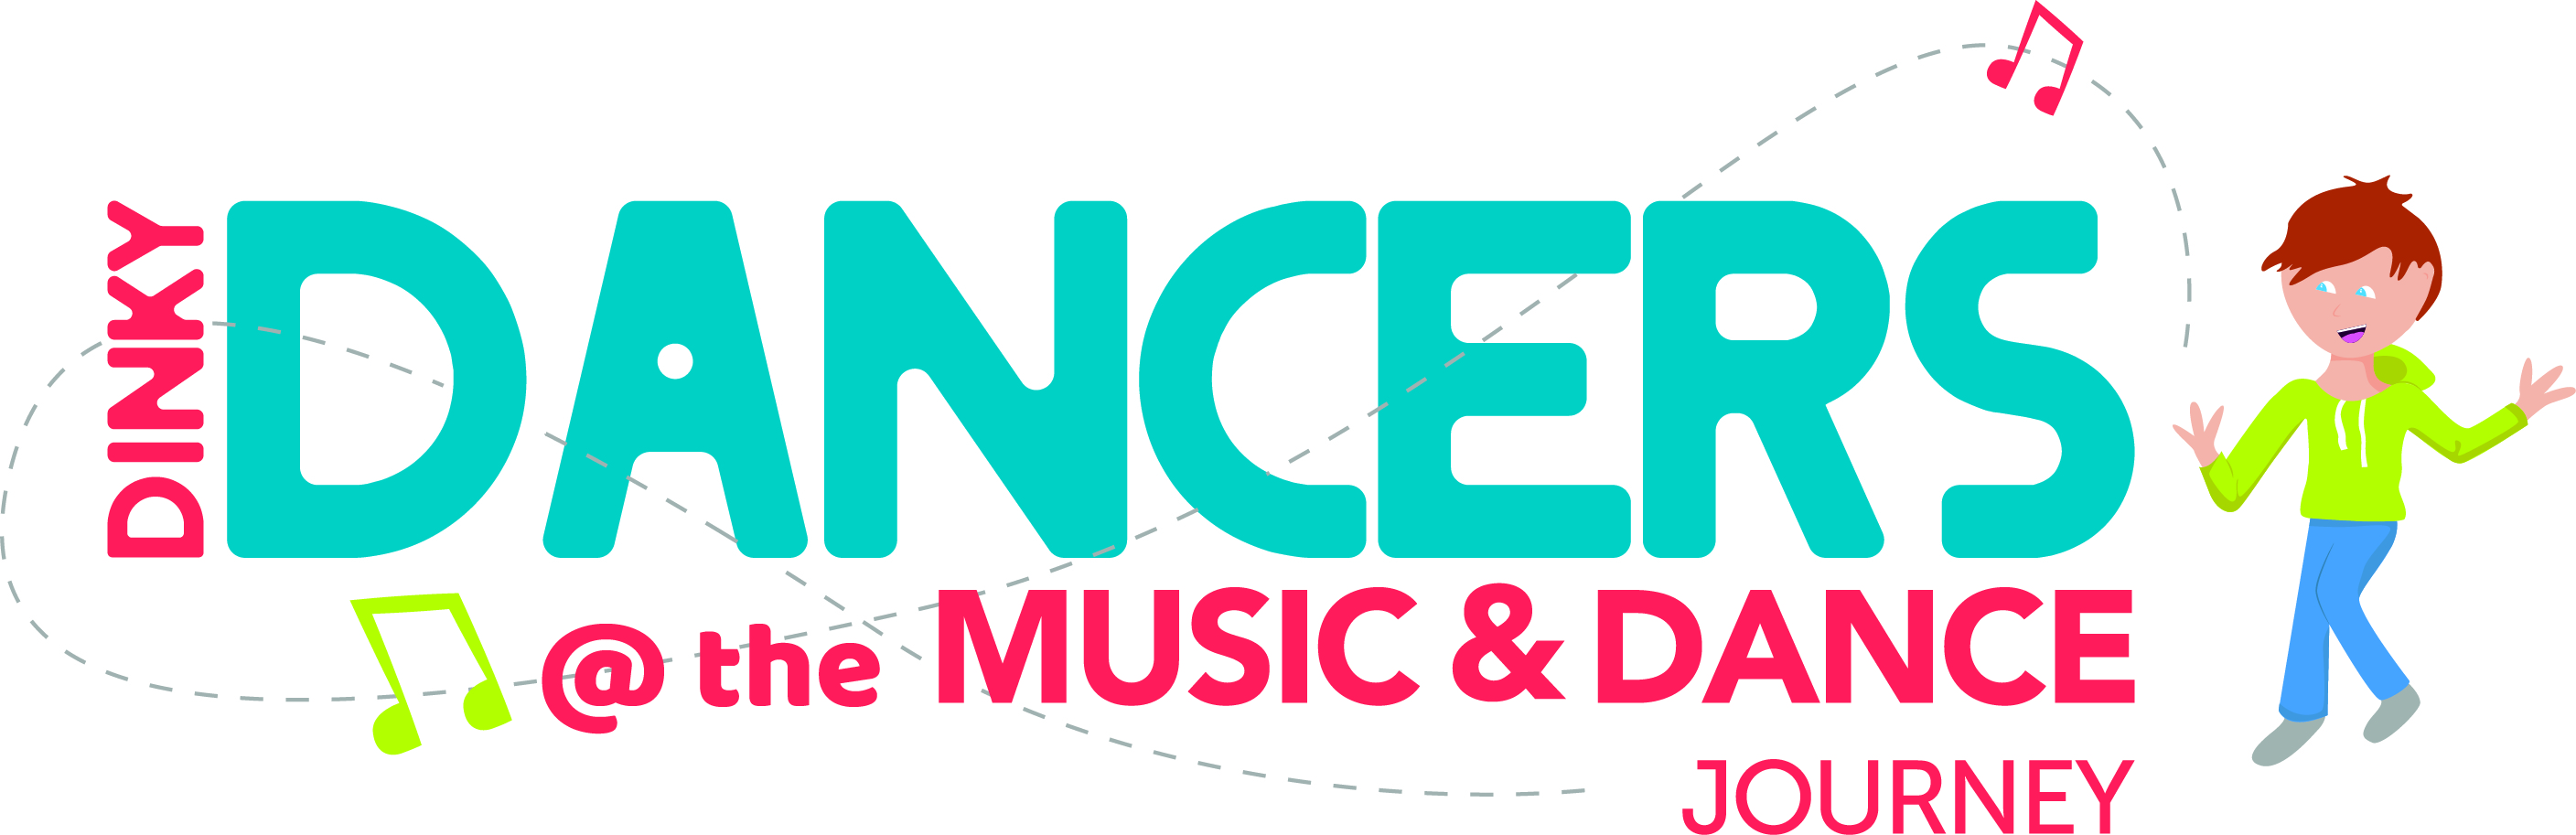 DINKY
DANCERS
@ the MUSIC & DANCE
JOURNEY